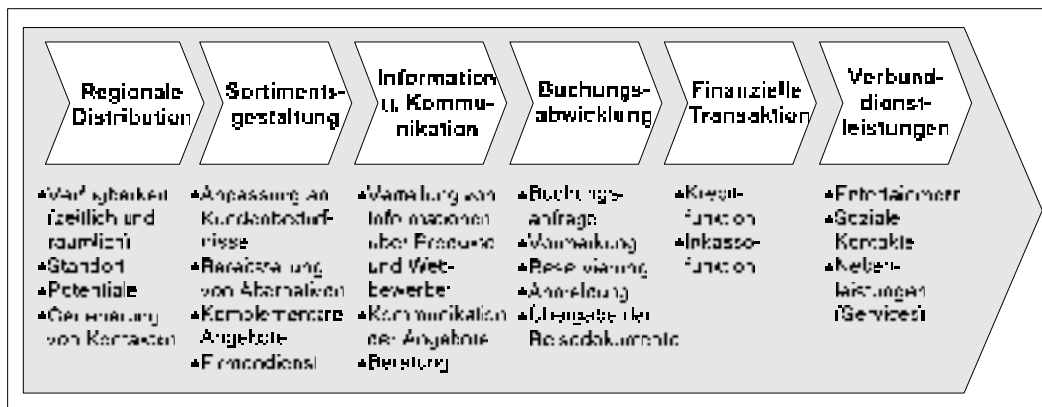 Regionale
Distribution
Sortiments-
gestaltung
Information
u. Kommu-
nikation
Buchungs-
abwicklung
Finanzielle
Transaktion
Verbund-
dienst-
leistungen
Verfügbarkeit
(zeitlich und
räumlich)
Standort
Potentiale
Generierung
von Kontakten
Anpassung an
Kundenbedürf-
nisse
Bereitstellung
von Alternativen
Komplementäre
Angebote
Firmendienst
Vermittlung von
Informationen
über Produkte
und Wett-
bewerber
Kommunikation
der Angebote
Beratung
Buchungs-
anfrage
Vormerkung
Reservierung
Anmeldung
Übergabe der
Reisedokumente
Kredit-
funktion
Inkasso-
funktion
Entertainment
Soziale
Kontakte
Neben-
leistungen
(Services)